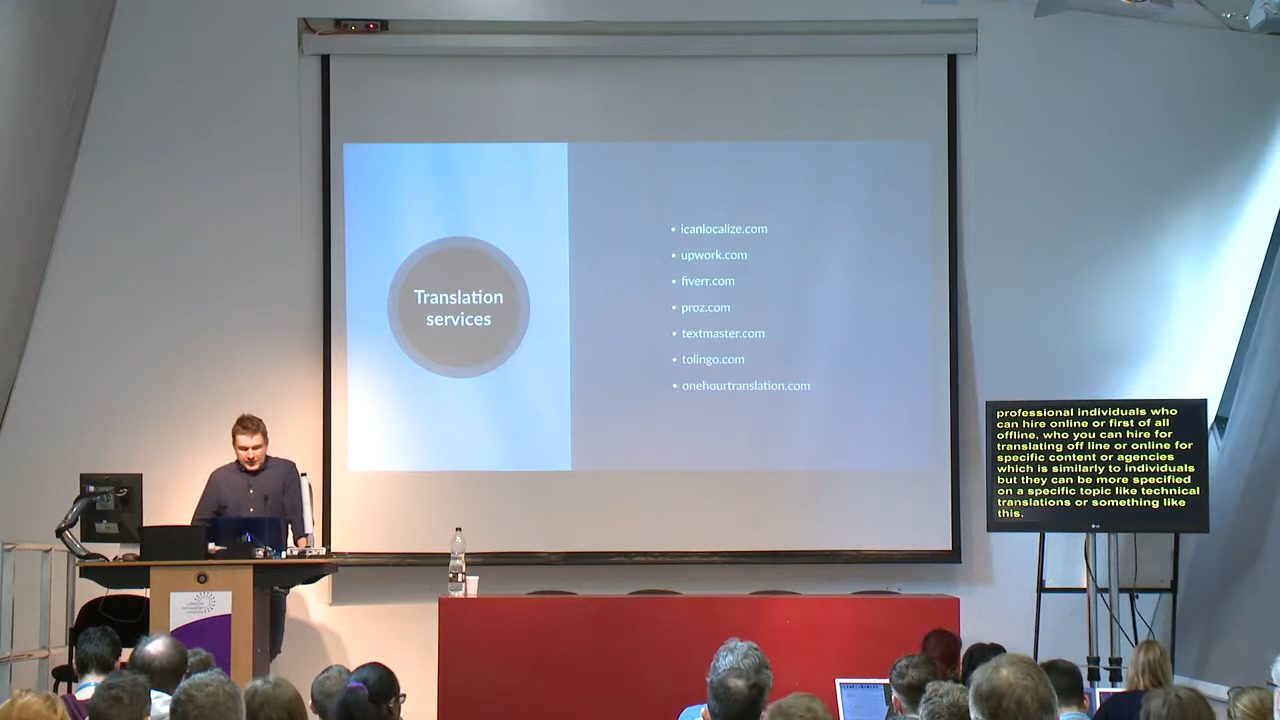 Translation
services
• icanlocalize.com
• upwork.com
• fiverr.com
• proz.com
• textmaster.com
• tolingo.com
• onehourtranslation.com
professional individuals who
can hire online or first of all
offline, who you can hire for
translating off line or online for
specific content or agencies
which is similarly to individuals
but they can be more specified
on a specific topic like technical
translations or something like
this.
LG